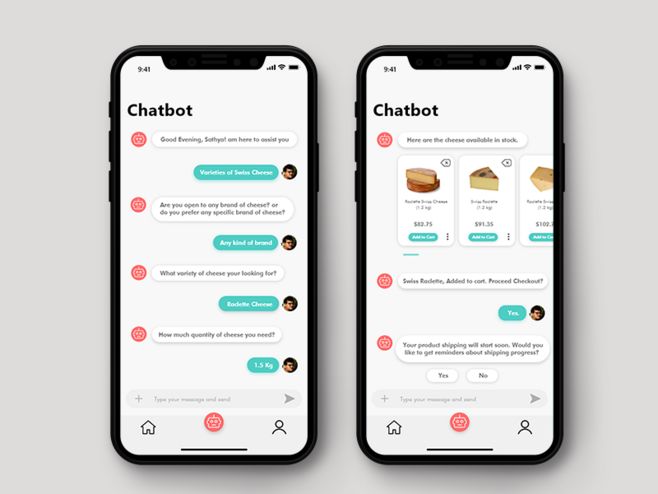 9:41
Chatbot
Good Evening, Sathya! am here to assist you
Varieties of Swiss Cheese
Are you open to any brand of cheese? or
do you prefer any specific brand of cheese?
Any kind of brand
What variety of cheese your looking for?
Raclette Cheese
How much quantity of cheese you need?
1.5 Kg
Type your message and send
9:41
Chatbot
Here are the cheese available in stock.
Raclette Swiss Cheese
(1.2 kg)
$82.75
Add to Cart
Raclette Swiss
(1.2 kg)
$91.35
Add to Cart
Raclette
(1.2
$102.
Add to C
Swiss Raclette, Added to cart. Proceed Checkout?
Yes.
Your product shipping will start soon. Would you
like to get reminders about shipping progress?
Yes
No
Type your message and send